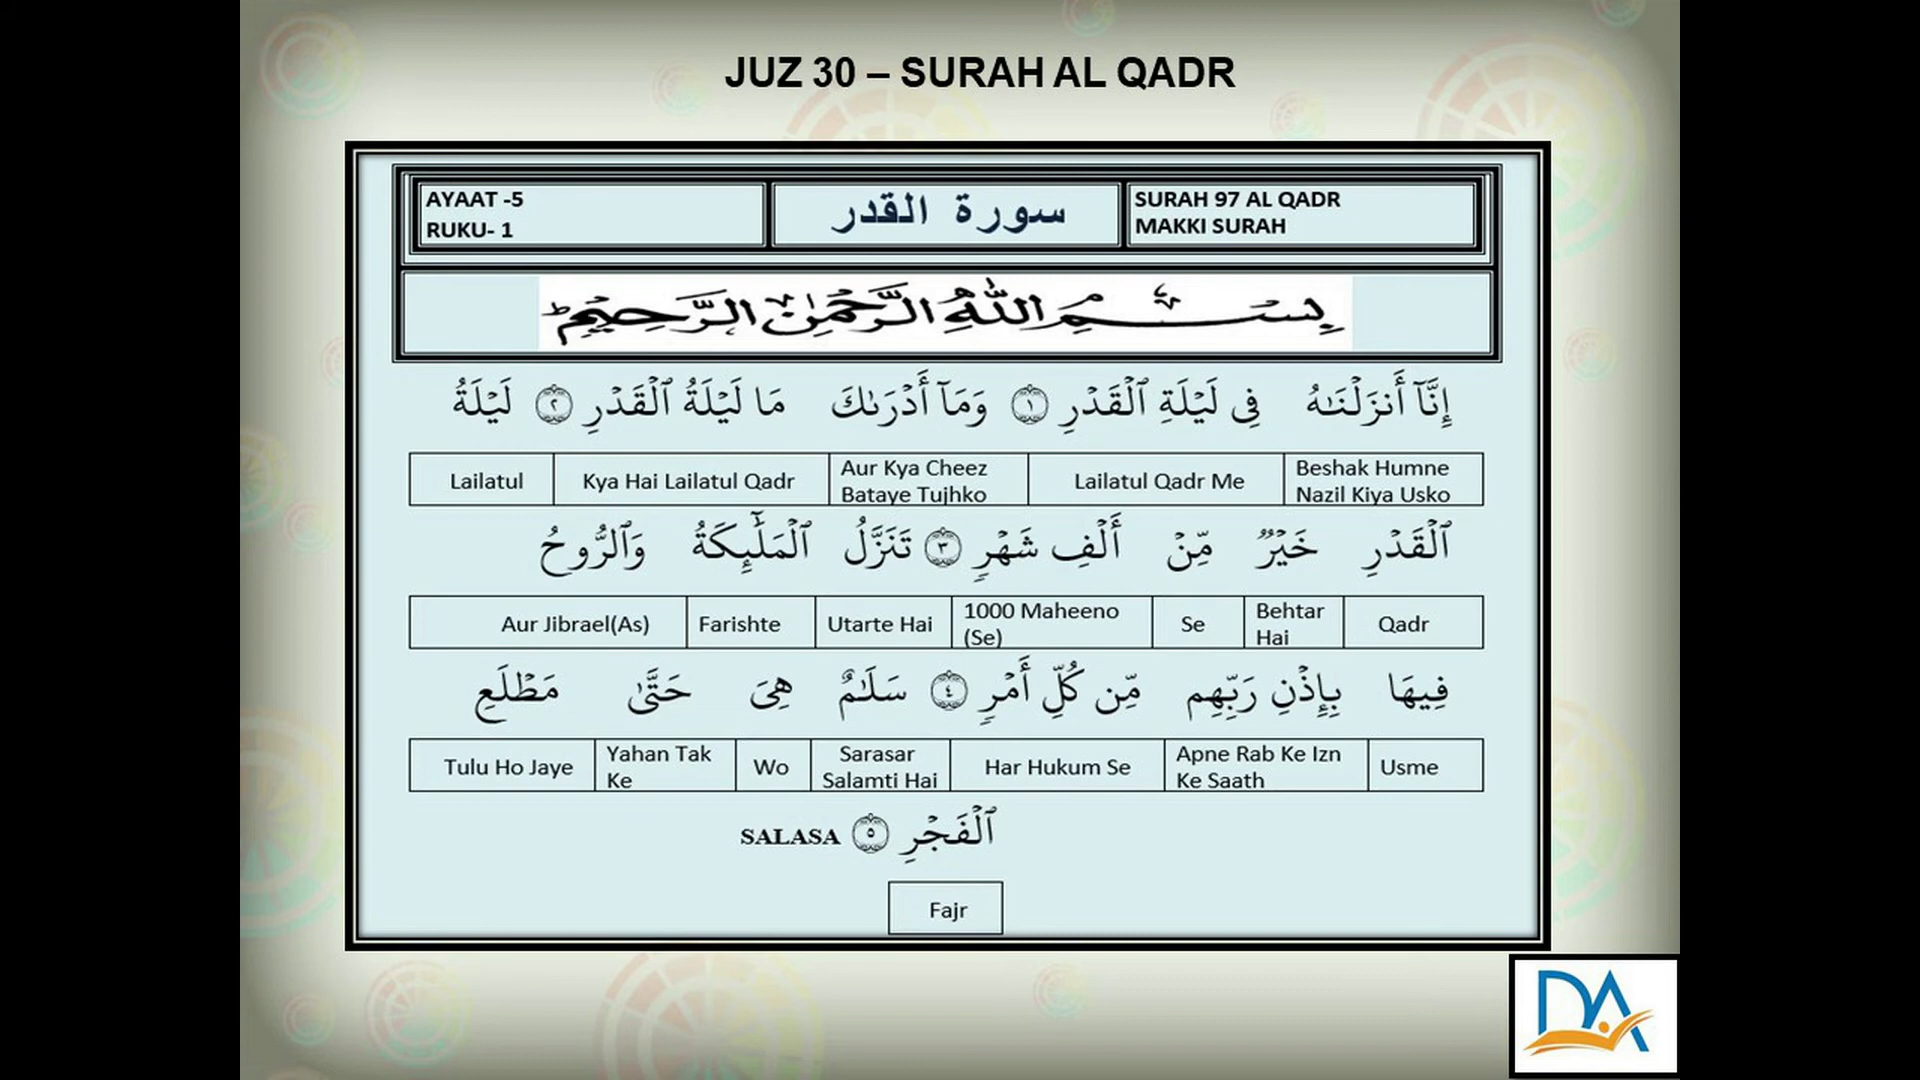 JUZ 30 – SURAH AL QADR
AYAAT -5
RUKU- 1
سورة القدر
SURAH 97 AL QADR
MAKKI SURAH
بِسْمِ اللَّهِ الرَّحْمَٰنِ الرَّحِيمِ ط
إِنَّآ أَنزَلْنَـٰهُ فِى لَيْلَةِ ٱلْقَدْرِ ١ وَمَآ أَدْرَىٰكَ مَا لَيْلَةُ ٱلْقَدْرِ ٢ لَيْلَةُ
Beshak Humne Nazil Kiya Usko
Lailatul Qadr Me
Aur Kya Cheez Bataye Tujhko
Kya Hai Lailatul Qadr
Lailatul
ٱلْقَدْرِ خَيْرٌ مِّنْ أَلْفِ شَهْرٍ ٣ تَنَزَّلُ ٱلْمَلَـٰٓئِكَةُ وَٱلرُّوحُ
Qadr
Behtar Hai
Se
1000 Maheeno (Se)
Utarte Hai
Farishte
Aur Jibrael(As)
فِيهَا بِإِذْنِ رَبِّهِم مِّن كُلِّ أَمْرٍ ٤ سَلَـٰمٌ هِىَ حَتَّىٰ مَطْلَعِ
Usme
Apne Rab Ke Izn Ke Saath
Har Hukum Se
Sarasar Salamti Hai
Wo
Yahan Tak Ke
Tulu Ho Jaye
ٱلْفَجْرِ ٥ SALASA
Fajr
DA